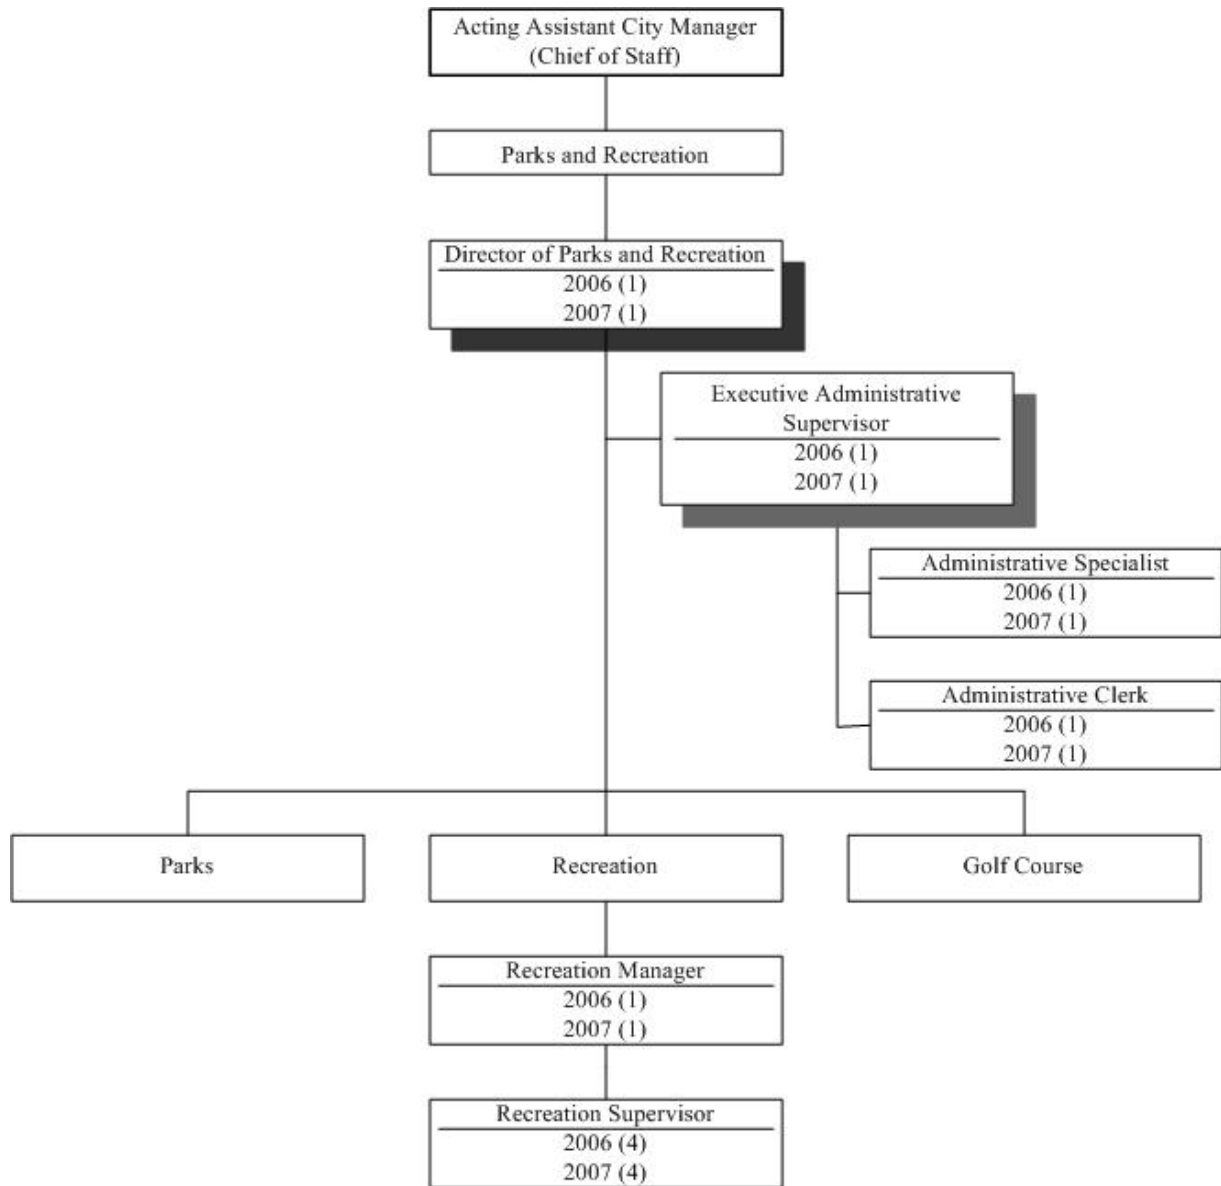 Acting Assistant City Manager
(Chief of Staff)
Parks and Recreation
Director of Parks and Recreation
2006 (1)
2007 (1)
Executive Administrative
Supervisor
2006 (1)
2007 (1)
Administrative Specialist
2006 (1)
2007 (1)
Administrative Clerk
2006 (1)
2007 (1)
Parks
Recreation
Golf Course
Recreation Manager
2006 (1)
2007 (1)
Recreation Supervisor
2006 (4)
2007 (4)